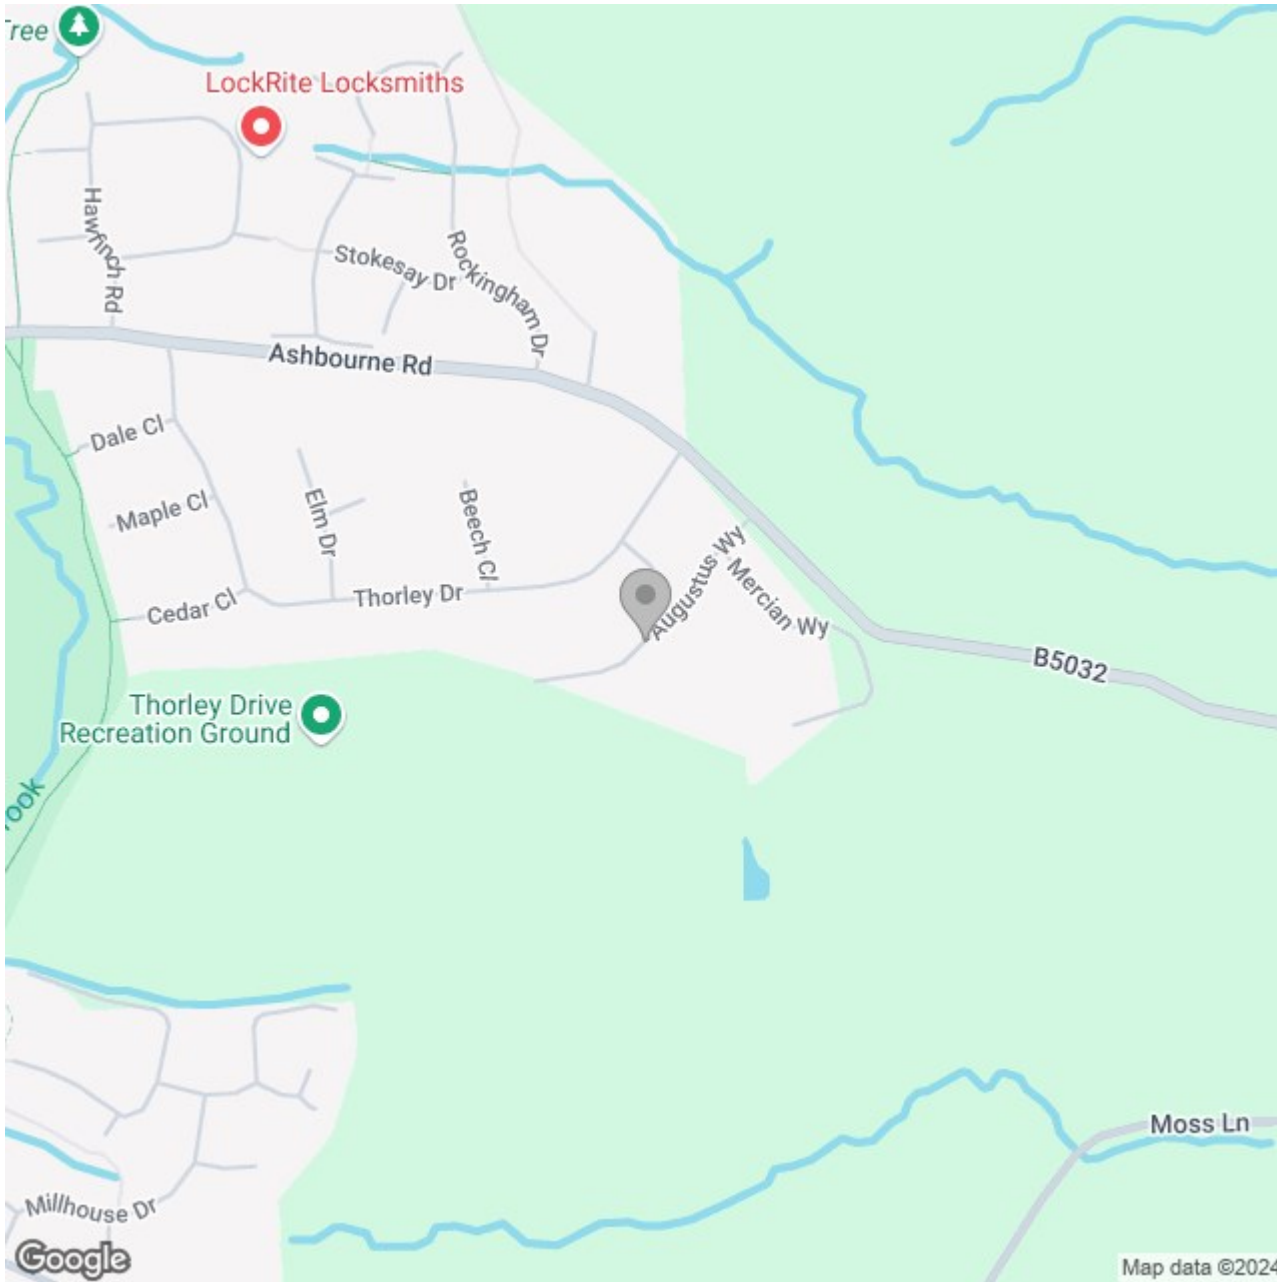 Tree
LockRite Locksmiths
Hawfinch Rd
Stokesay Dr
Rockingham Dr
Ashbourne Rd
Dale Cl
Maple Cl
Elm Dr
Beech Cl
Augustus Wy
Mercian Wy
Cedar Cl
Thorley Dr
B5032
Thorley Drive
Recreation Ground
rook
Moss Ln
Millhouse Dr
Google
Map data ©2024